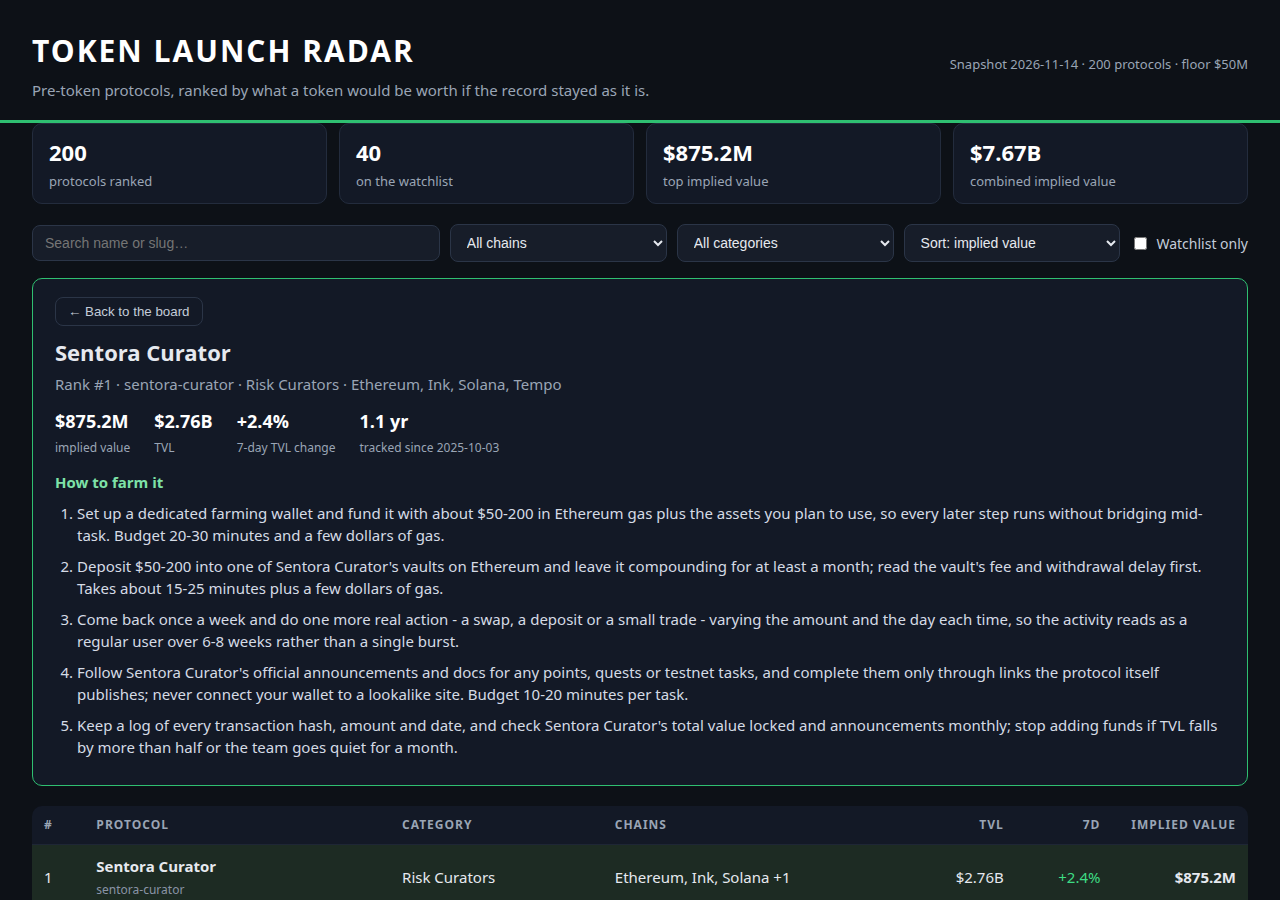 TOKEN LAUNCH RADAR
Pre-token protocols, ranked by what a token would be worth if the record stayed as it is.
Snapshot 2026-11-14 · 200 protocols · floor $50M
200
protocols ranked
40
on the watchlist
$875.2M
top implied value
$7.67B
combined implied value
Search name or slug…
All chains
All categories
Sort: implied value
Watchlist only
← Back to the board
Sentora Curator
Rank #1 · sentora-curator · Risk Curators · Ethereum, Ink, Solana, Tempo
$875.2M
implied value
$2.76B
TVL
+2.4%
7-day TVL change
1.1 yr
tracked since 2025-10-03
How to farm it
1. Set up a dedicated farming wallet and fund it with about $50-200 in Ethereum gas plus the assets you plan to use, so every later step runs without bridging mid-
task. Budget 20-30 minutes and a few dollars of gas.
2. Deposit $50-200 into one of Sentora Curator's vaults on Ethereum and leave it compounding for at least a month; read the vault's fee and withdrawal delay first.
Takes about 15-25 minutes plus a few dollars of gas.
3. Come back once a week and do one more real action - a swap, a deposit or a small trade - varying the amount and the day each time, so the activity reads as a
regular user over 6-8 weeks rather than a single burst.
4. Follow Sentora Curator's official announcements and docs for any points, quests or testnet tasks, and complete them only through links the protocol itself
publishes; never connect your wallet to a lookalike site. Budget 10-20 minutes per task.
5. Keep a log of every transaction hash, amount and date, and check Sentora Curator's total value locked and announcements monthly; stop adding funds if TVL falls
by more than half or the team goes quiet for a month.
# PROTOCOL CATEGORY CHAINS TVL 7D IMPLIED VALUE
1 Sentora Curator Risk Curators Ethereum, Ink, Solana +1 $2.76B +2.4% $875.2M
sentora-curator